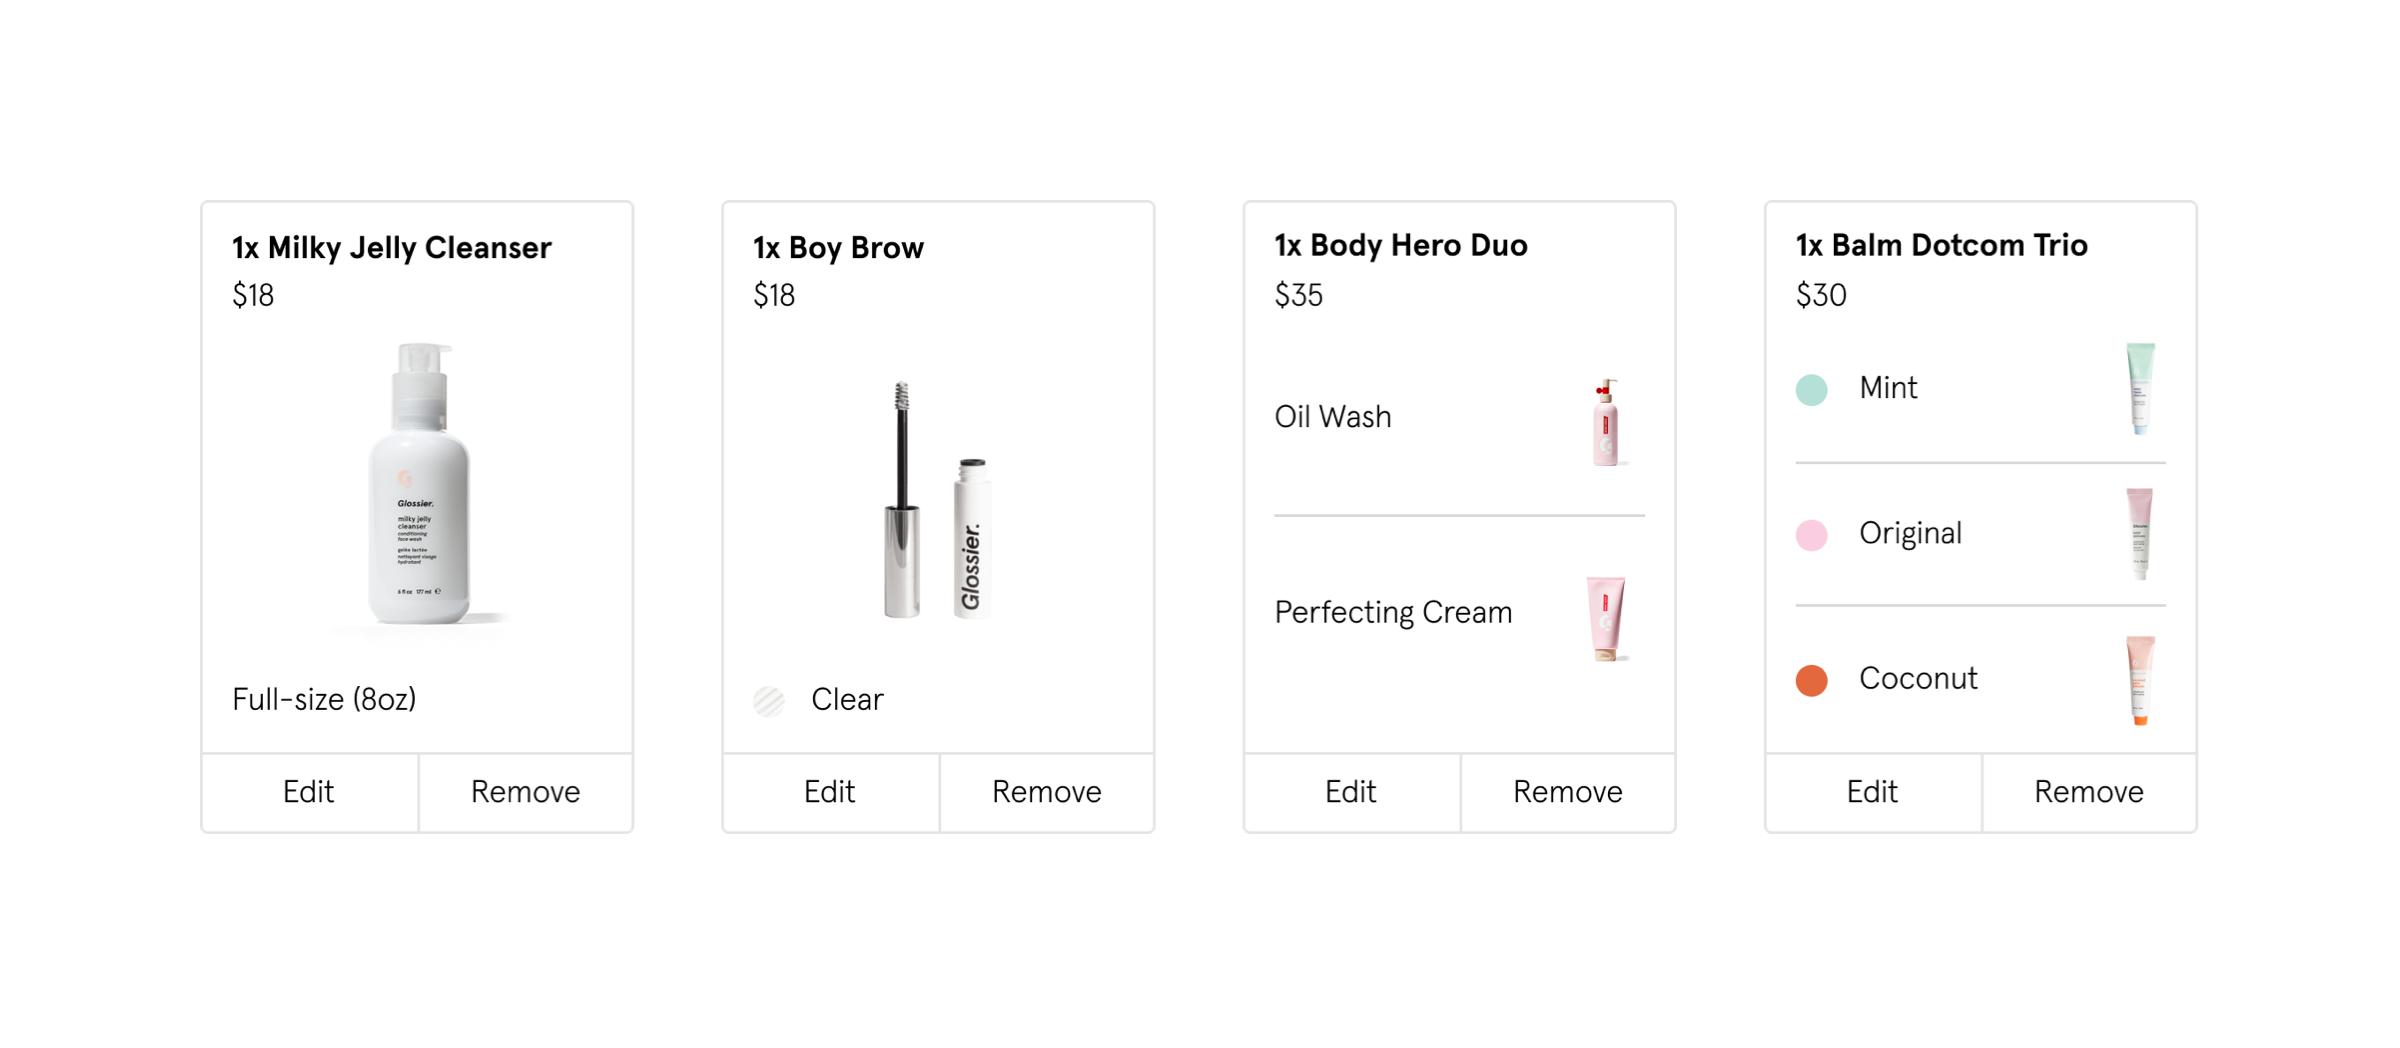 1x Milky Jelly Cleanser
$18
Glossier.
milky jelly
cleanser
conditioning
face wash
gelée lactée
nettoyant visage
hydratant
6 fl oz 177 ml
Full-size (8oz)
Edit
Remove
1x Boy Brow
$18
Glossier.
Clear
Edit
Remove
1x Body Hero Duo
$35
Oil Wash
Perfecting Cream
Edit
Remove
1x Balm Dotcom Trio
$30
Mint
Original
Coconut
Edit
Remove